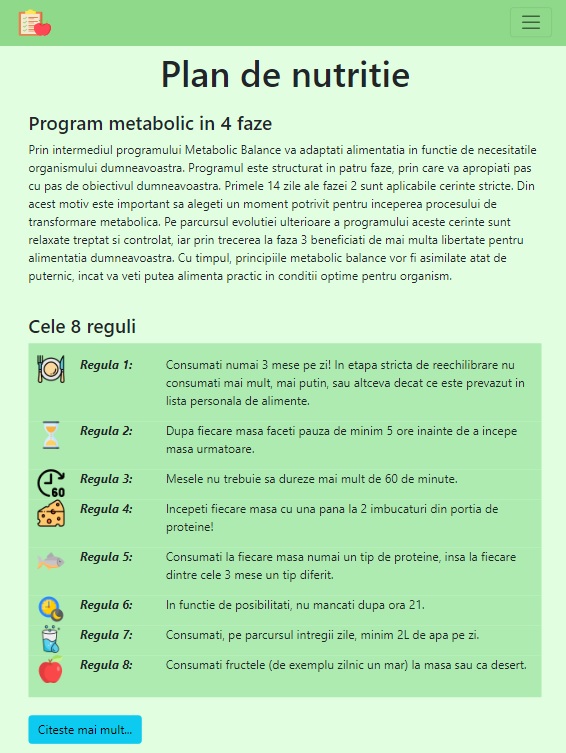 Plan de nutritie
Program metabolic in 4 faze
Prin intermediul programului Metabolic Balance va adaptati alimentatia in functie de necesitatile
organismului dumneavoastra. Programul este structurat in patru faze, prin care va apropiati pas
cu pas de obiectivul dumneavoastra. Primele 14 zile ale fazei 2 sunt aplicabile cerinte stricte. Din
acest motiv este important sa alegeti un moment potrivit pentru inceperea procesului de
transformare metabolica. Pe parcursul evolutiei ulterioare a programului aceste cerinte sunt
relaxate treptat si controlat, iar prin trecerea la faza 3 beneficiati de mai multa libertate pentru
alimentatia dumneavoastra. Cu timpul, principiile metabolic balance vor fi asimilate atat de
puternic, incat va veti putea alimenta practic in conditii optime pentru organism.
Cele 8 reguli
Regula 1: Consumati numai 3 mese pe zi! In etapa stricta de reechilibrare nu
consumati mai mult, mai putin, sau altceva decat ce este prevazut in
lista personala de alimente.
Regula 2: Dupa fiecare masa faceti pauza de minim 5 ore inainte de a incepe
masa urmatoare.
60 Regula 3: Mesele nu trebuie sa dureze mai mult de 60 de minute.
Regula 4: Incepeti fiecare masa cu una pana la 2 imbucaturi din portia de
proteine!
Regula 5: Consumati la fiecare masa numai un tip de proteine, insa la fiecare
dintre cele 3 mese un tip diferit.
Regula 6: In functie de posibilitati, nu mancati dupa ora 21.
Regula 7: Consumati, pe parcursul intregii zile, minim 2L de apa pe zi.
Regula 8: Consumati fructele (de exemplu zilnic un mar) la masa sau ca desert.
Citeste mai mult...